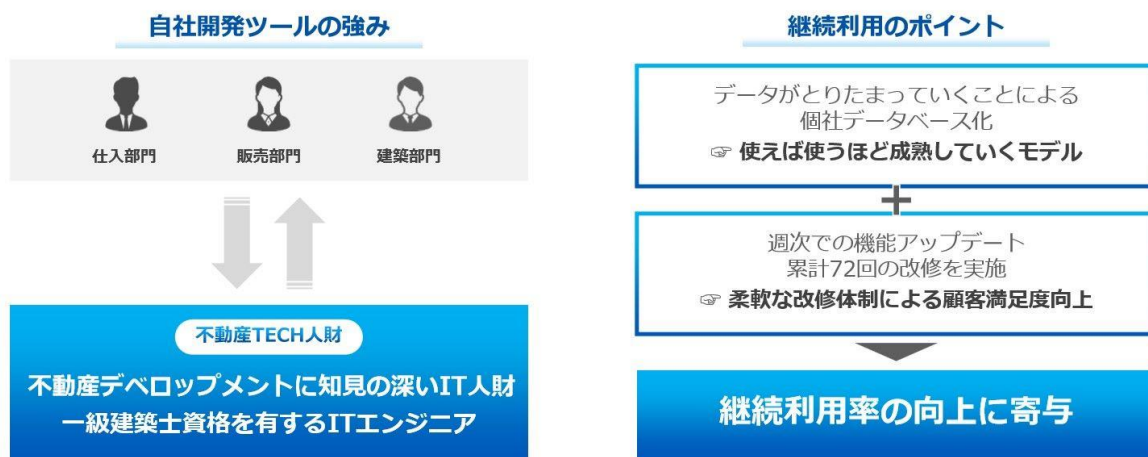 自社開発ツールの強み
仕入部門
販売部門
建築部門
不動産TECH人財
不動産デベロップメントに知見の深いIT人財
一級建築士資格を有するITエンジニア
継続利用のポイント
データがとりたまっていくことによる
個社データベース化
☞ 使えば使うほど成熟していくモデル
+
週次での機能アップデート
累計72回の改修を実施
☞ 柔軟な改修体制による顧客満足度向上
継続利用率の向上に寄与